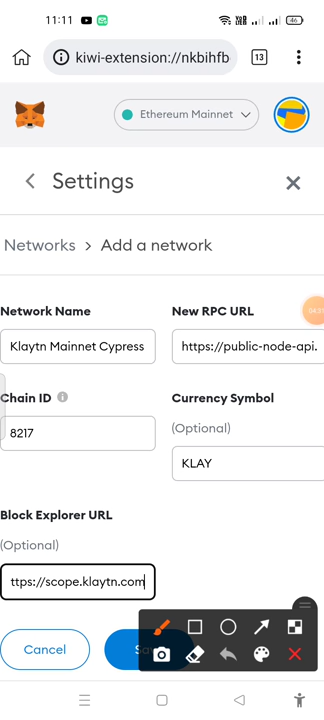 11:11
46
kiwi-extension://nkbihfb
13
Ethereum Mainnet
Settings
Networks > Add a network
Network Name
New RPC URL
Klaytn Mainnet Cypress
https://public-node-api.
Chain ID
Currency Symbol
(Optional)
8217
KLAY
Block Explorer URL
(Optional)
ttps://scope.klaytn.com
Cancel